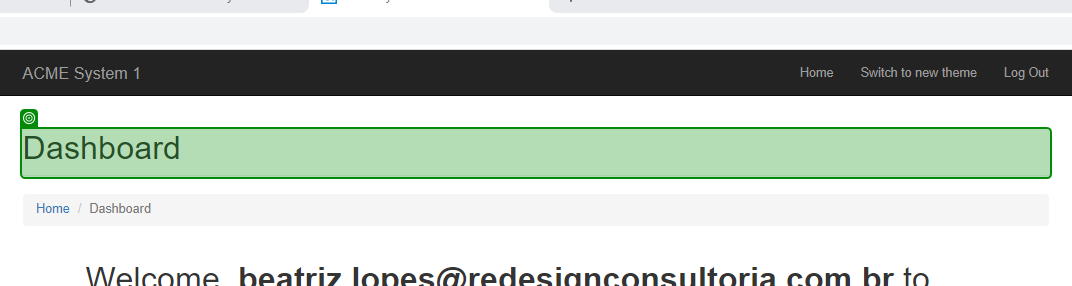 ACME System 1
Home Switch to new theme Log Out
Dashboard
Home / Dashboard
Welcome, beatriz.lopes@redesignconsultoria.com.br to